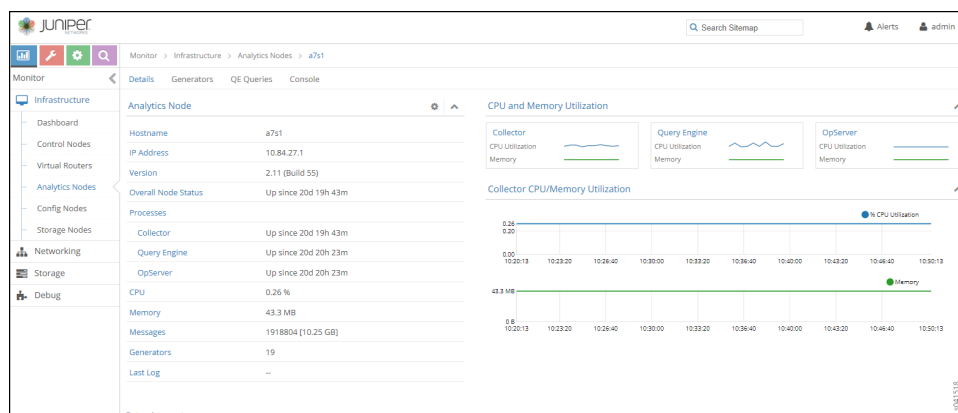 JUNIPER
NETWORKS
Search Sitemap
Alerts
admin
Monitor > Infrastructure > Analytics Nodes > a7s1
Monitor
Details Generators QE Queries Console
Infrastructure
Dashboard
Control Nodes
Virtual Routers
Analytics Nodes
Config Nodes
Storage Nodes
Networking
Storage
Debug
Analytics Node
Hostname a7s1
IP Address 10.84.27.1
Version 2.11 (Build 55)
Overall Node Status Up since 20d 19h 43m
Processes
Collector Up since 20d 19h 43m
Query Engine Up since 20d 20h 23m
OpServer Up since 20d 20h 23m
CPU 0.26 %
Memory 43.3 MB
Messages 1918804 [10.25 GB]
Generators 19
Last Log --
CPU and Memory Utilization
Collector
CPU Utilization
Memory
Query Engine
CPU Utilization
Memory
OpServer
CPU Utilization
Memory
Collector CPU/Memory Utilization
% CPU Utilization
0.26
0.20
0.00
10:20:13 10:23:20 10:26:40 10:30:00 10:33:20 10:36:40 10:40:00 10:43:20 10:46:40 10:50:13
Memory
43.3 MB
0 B
10:20:13 10:23:20 10:26:40 10:30:00 10:33:20 10:36:40 10:40:00 10:43:20 10:46:40 10:50:13
s041518